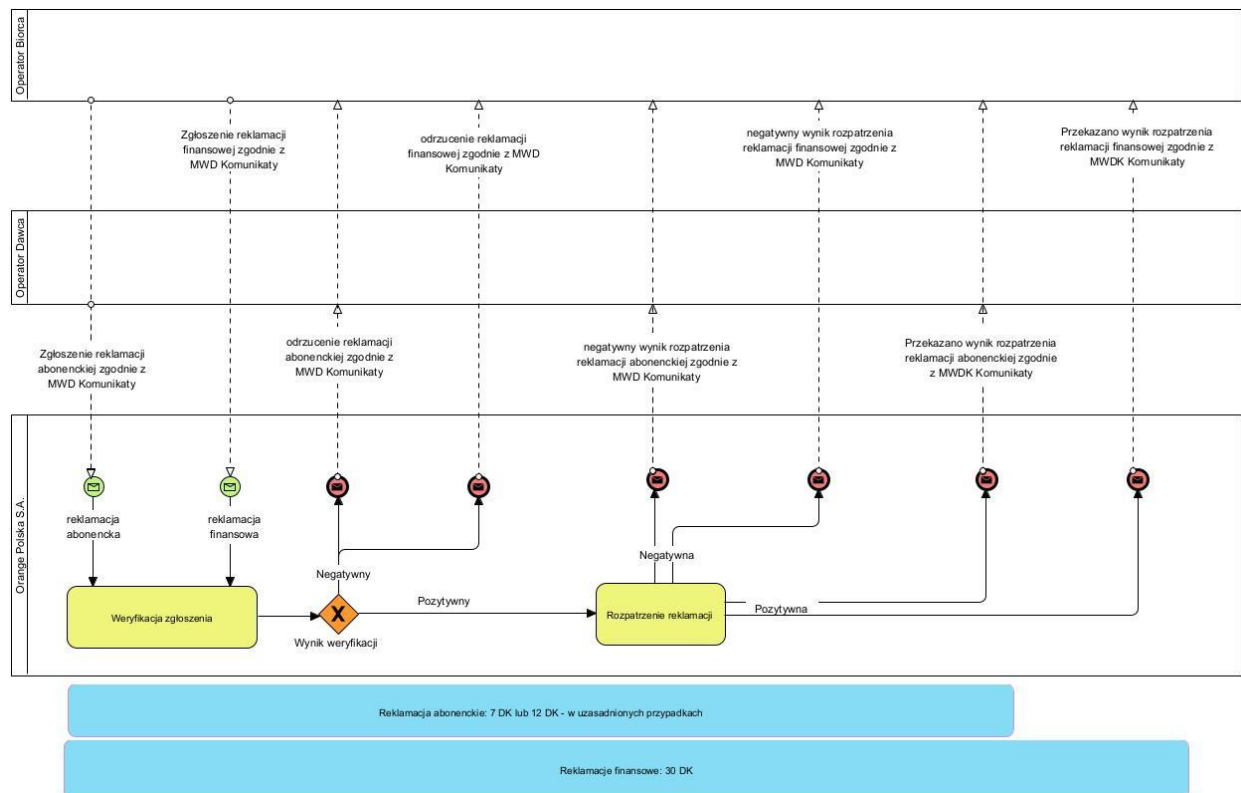 Operator Biorca
Zgłoszenie reklamacji
finansowej zgodnie z
MWD Komunikaty
odrzucenie reklamacji
finansowej zgodnie z MWD
Komunikaty
negatywny wynik rozpatrzenia
reklamacji finansowej zgodnie z
MWD Komunikaty
Przekazano wynik rozpatrzenia
reklamacji finansowej zgodnie z
MWDK Komunikaty
Operator Dawca
Zgłoszenie reklamacji
abonenckiej zgodnie z
MWD Komunikaty
odrzucenie reklamacji
abonenckiej zgodnie z
MWD Komunikaty
negatywny wynik rozpatrzenia
reklamacji abonenckiej zgodnie z
MWD Komunikaty
Przekazano wynik rozpatrzenia
reklamacji abonenckiej zgodnie
z MWDK Komunikaty
Orange Polska S.A.
reklamacja
abonencka
reklamacja
finansowa
Weryfikacja zgłoszenia
Negatywny
X
Wynik weryfikacji
Pozytywny
Negatywna
Rozpatrzenie reklamacji
Pozytywna
Reklamacja abonenckie: 7 DK lub 12 DK - w uzasadnionych przypadkach
Reklamacje finansowe: 30 DK